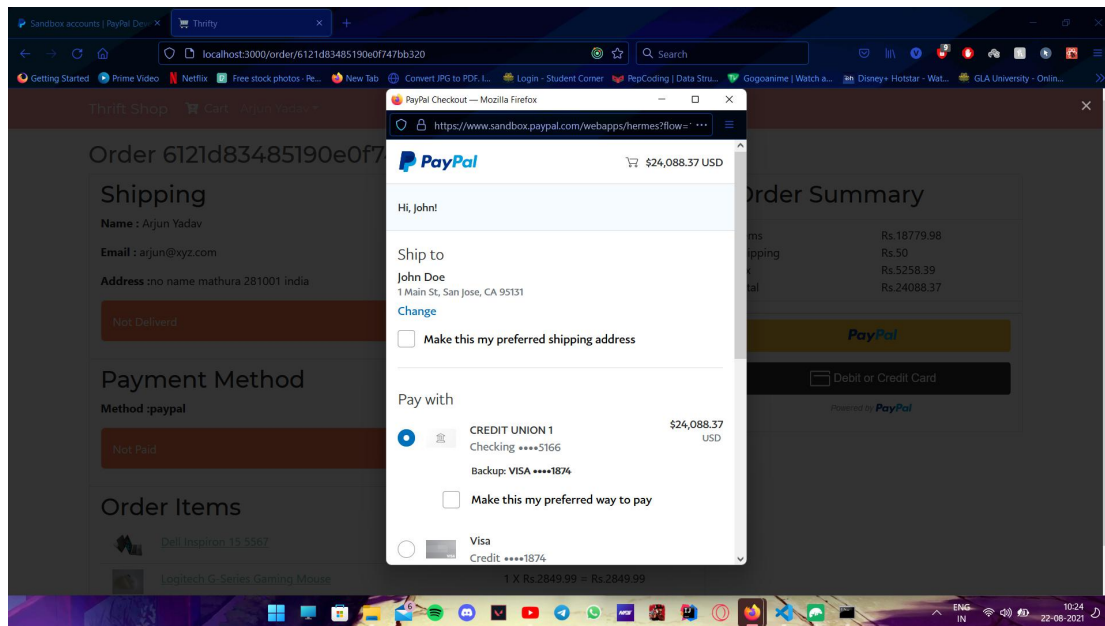 Sandbox accounts | PayPal Dev
Thrifty
localhost:3000/order/6121d83485190e0f747bb320
Search
9
Getting Started
Prime Video
Netflix
Free stock photos - Pe...
New Tab
Convert JPG to PDF. I...
Login - Student Corner
PepCoding | Data Stru...
Gogoanime | Watch a...
Disney+ Hotstar - Wat...
GLA University - Onlin...
Thrift Shop
Cart
Arjun Yadav
Order 6121d83485190e0f7
Shipping
Name : Arjun Yadav
Email : arjun@xyz.com
Address :no name mathura 281001 india
Not Deliverd
Payment Method
Method :paypal
Not Paid
Order Items
Dell Inspiron 15 5567
Logitech G-Series Gaming Mouse
1 X Rs.2849.99 = Rs.2849.99
PayPal Checkout — Mozilla Firefox
https://www.sandbox.paypal.com/webapps/hermes?flow=1
PayPal
$24,088.37 USD
Hi, John!
Ship to
John Doe
1 Main St, San Jose, CA 95131
Change
Make this my preferred shipping address
Pay with
CREDIT UNION 1
$24,088.37
Checking ••••5166
USD
Backup: VISA ••••1874
Make this my preferred way to pay
Visa
Credit ••••1874
Order Summary
ms Rs.18779.98
ipping Rs.50
x Rs.5258.39
tal Rs.24088.37
PayPal
Debit or Credit Card
Powered by PayPal
6
ENG
IN
10:24
22-08-2021